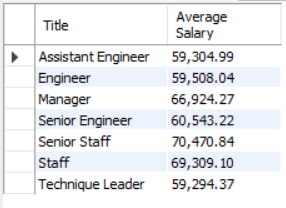 Title Average Salary
Assistant Engineer 59,304.99
Engineer 59,508.04
Manager 66,924.27
Senior Engineer 60,543.22
Senior Staff 70,470.84
Staff 69,309.10
Technique Leader 59,294.37